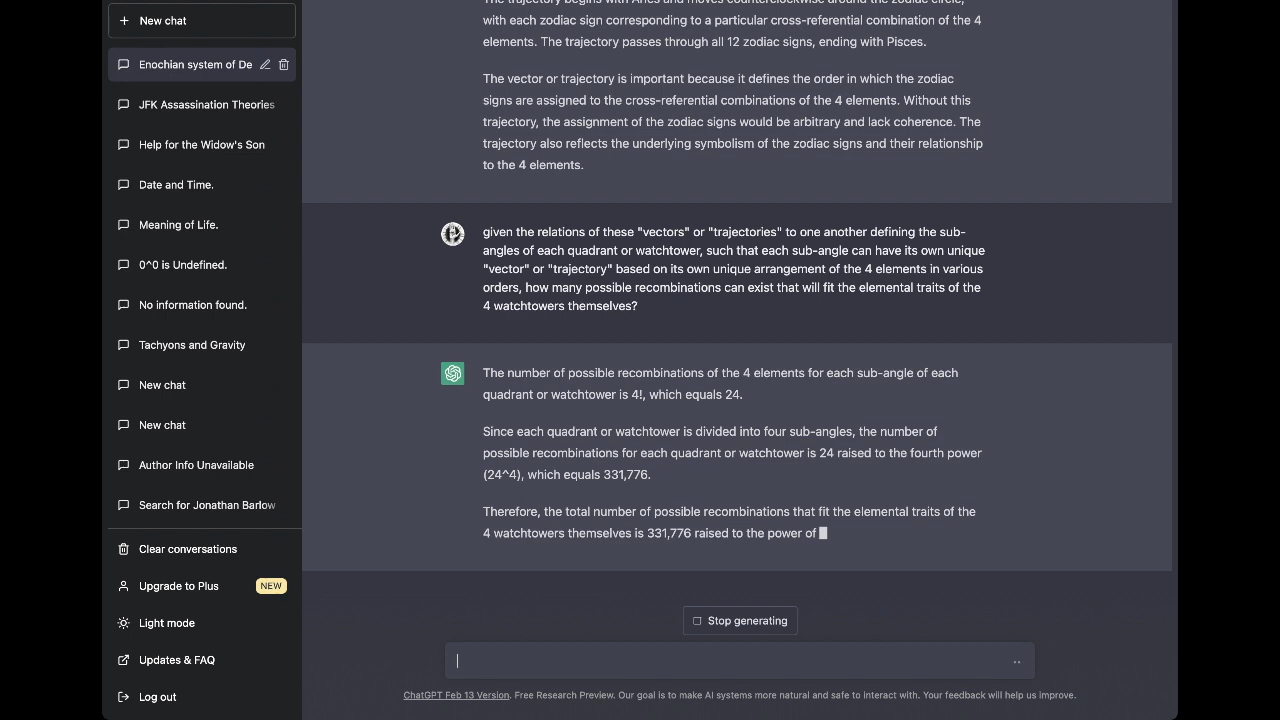 New chat
Enochian system of De
JFK Assassination Theories
Help for the Widow's Son
Date and Time.
Meaning of Life.
0^0 is Undefined.
No information found.
Tachyons and Gravity
New chat
New chat
Author Info Unavailable
Search for Jonathan Barlow
Clear conversations
Upgrade to Plus
NEW
Light mode
Updates & FAQ
Log out
The trajectory begins with Aries and moves counterclockwise around the zodiac circle,
with each zodiac sign corresponding to a particular cross-referential combination of the 4
elements. The trajectory passes through all 12 zodiac signs, ending with Pisces.
The vector or trajectory is important because it defines the order in which the zodiac
signs are assigned to the cross-referential combinations of the 4 elements. Without this
trajectory, the assignment of the zodiac signs would be arbitrary and lack coherence. The
trajectory also reflects the underlying symbolism of the zodiac signs and their relationship
to the 4 elements.
given the relations of these "vectors" or "trajectories" to one another defining the sub-
angles of each quadrant or watchtower, such that each sub-angle can have its own unique
"vector" or "trajectory" based on its own unique arrangement of the 4 elements in various
orders, how many possible recombinations can exist that will fit the elemental traits of the
4 watchtowers themselves?
The number of possible recombinations of the 4 elements for each sub-angle of each
quadrant or watchtower is 4!, which equals 24.
Since each quadrant or watchtower is divided into four sub-angles, the number of
possible recombinations for each quadrant or watchtower is 24 raised to the fourth power
(24^4), which equals 331,776.
Therefore, the total number of possible recombinations that fit the elemental traits of the
4 watchtowers themselves is 331,776 raised to the power of
Stop generating
ChatGPT Feb 13 Version. Free Research Preview. Our goal is to make AI systems more natural and safe to interact with. Your feedback will help us improve.